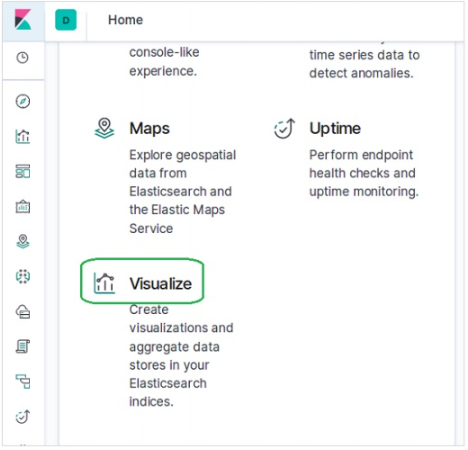 D
Home
console-like
experience.
time series data to
detect anomalies.
Maps
Explore geospatial
data from
Elasticsearch and
the Elastic Maps
Service
Uptime
Perform endpoint
health checks and
uptime monitoring.
Visualize
Create
visualizations and
aggregate data
stores in your
Elasticsearch
indices.